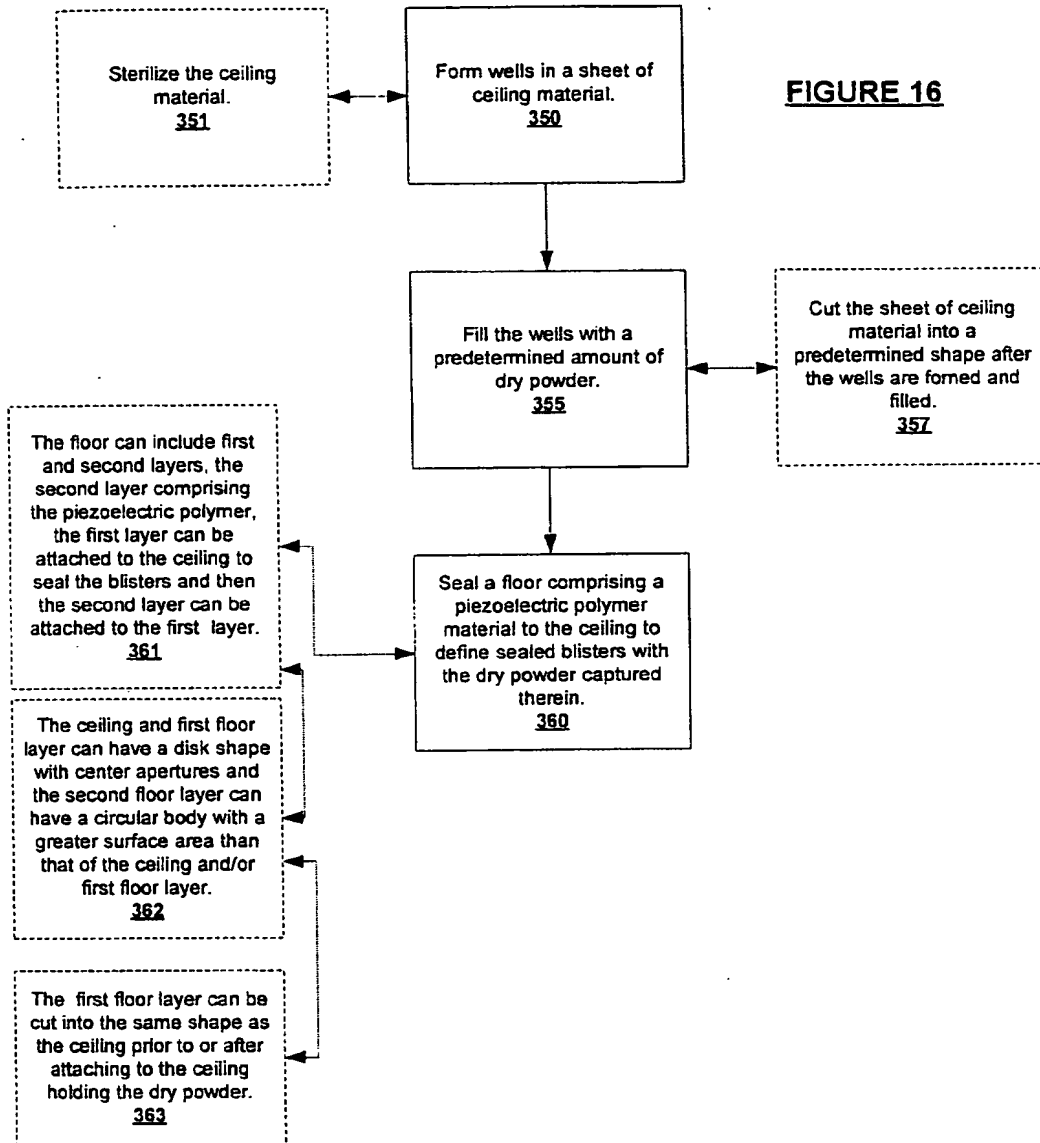 Sterilize the ceiling
material.
351
Form wells in a sheet of
ceiling material.
350
FIGURE 16
Fill the wells with a
predetermined amount of
dry powder.
355
Cut the sheet of ceiling
material into a
predetermined shape after
the wells are formed and
filled.
357
The floor can include first
and second layers, the
second layer comprising
the piezoelectric polymer,
the first layer can be
attached to the ceiling to
seal the blisters and then
the second layer can be
attached to the first layer.
361
Seal a floor comprising a
piezoelectric polymer
material to the ceiling to
define sealed blisters with
the dry powder captured
therein.
360
The ceiling and first floor
layer can have a disk shape
with center apertures and
the second floor layer can
have a circular body with a
greater surface area than
that of the ceiling and/or
first floor layer.
362
The first floor layer can be
cut into the same shape as
the ceiling prior to or after
attaching to the ceiling
holding the dry powder.
363